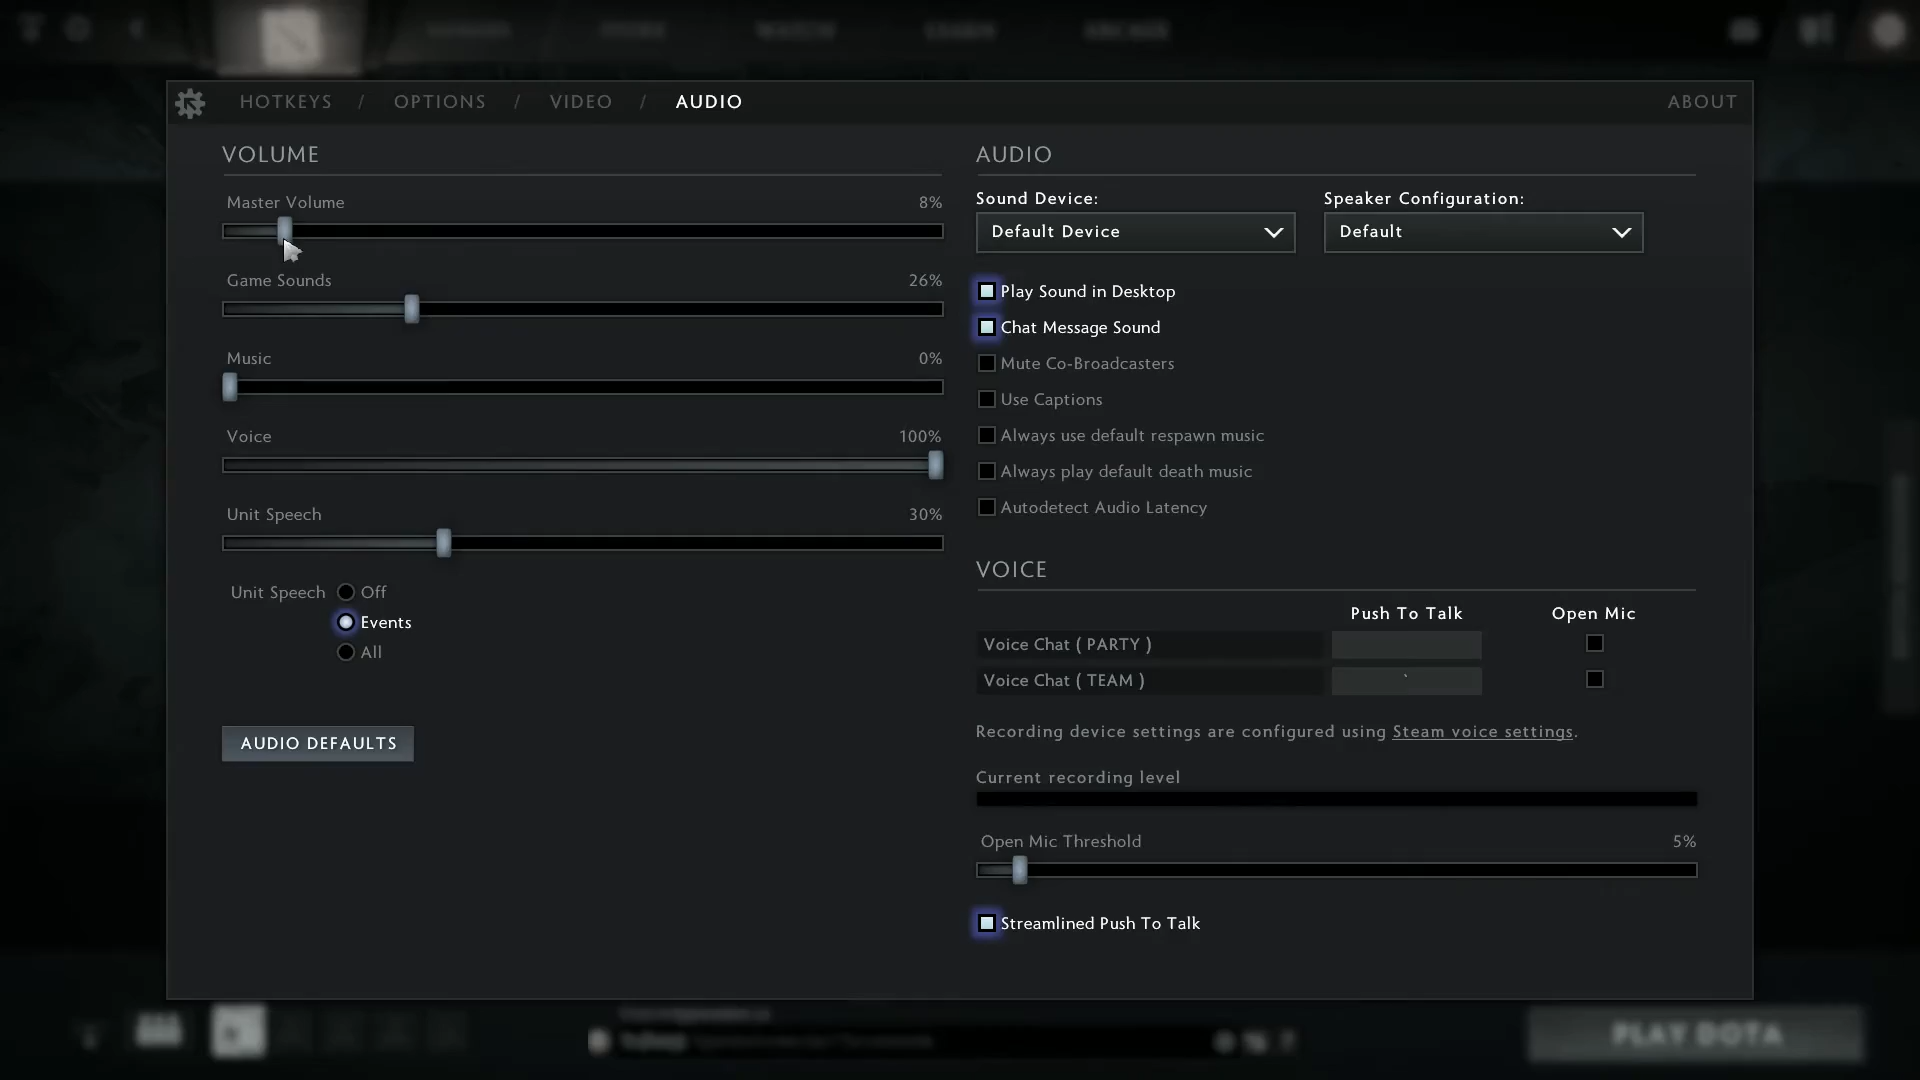 HOTKEYS / OPTIONS / VIDEO / AUDIO ABOUT
VOLUME
Master Volume 8%
Game Sounds 26%
Music 0%
Voice 100%
Unit Speech 30%
Unit Speech Off
Events
All
AUDIO DEFAULTS
AUDIO
Sound Device: Speaker Configuration:
Default Device Default
Play Sound in Desktop
Chat Message Sound
Mute Co-Broadcasters
Use Captions
Always use default respawn music
Always play default death music
Autodetect Audio Latency
VOICE
Push To Talk Open Mic
Voice Chat ( PARTY )
Voice Chat ( TEAM ) `
Recording device settings are configured using Steam voice settings.
Current recording level
Open Mic Threshold 5%
Streamlined Push To Talk
PLAY DOTA